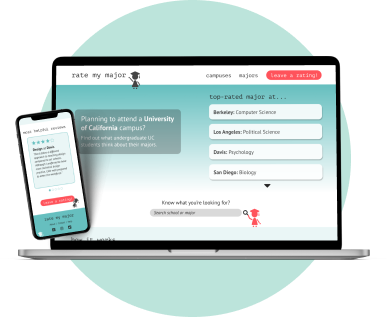 rate my major
campuses majors leave a rating!
top-rated major at...
Planning to attend a University
of California campus?
Find out what undergraduate UC
students think about their majors.
Berkeley: Computer Science
Los Angeles: Political Science
Davis: Psychology
San Diego: Biology
Know what you're looking for?
Search school or major
how it works
more helpful reviews
Design at Davis
leave a rating!
rate my major